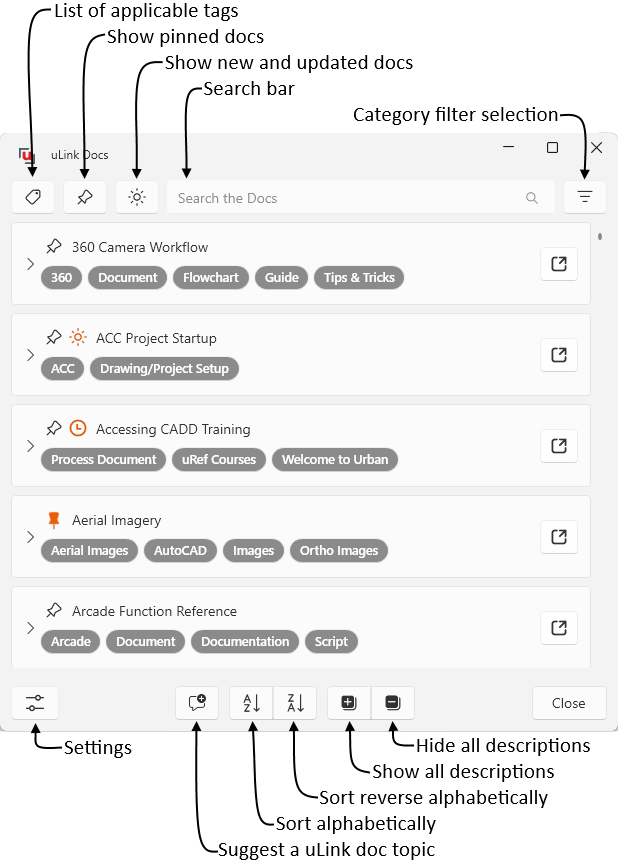 List of applicable tags
Show pinned docs
Show new and updated docs
Search bar
Category filter selection
u uLink Docs
Search the Docs
360 Camera Workflow
360 Document Flowchart Guide Tips & Tricks
ACC Project Startup
ACC Drawing/Project Setup
Accessing CADD Training
Process Document uRef Courses Welcome to Urban
Aerial Imagery
Aerial Images AutoCAD Images Ortho Images
Arcade Function Reference
Arcade Document Documentation Script
A Z Z A Close
Settings
Hide all descriptions
Show all descriptions
Sort reverse alphabetically
Sort alphabetically
Suggest a uLink doc topic